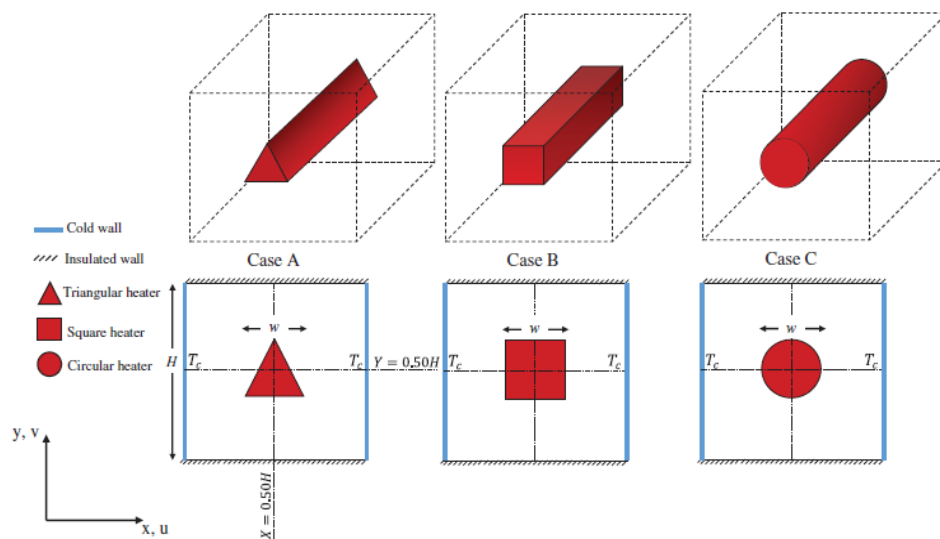 Case A
Case B
Case C
Cold wall
Insulated wall
Triangular heater
Square heater
Circular heater
w
w
w
H
T_c
T_c
Y = 0.50H
T_c
T_c
T_c
T_c
X = 0.50H
y, v
x, u